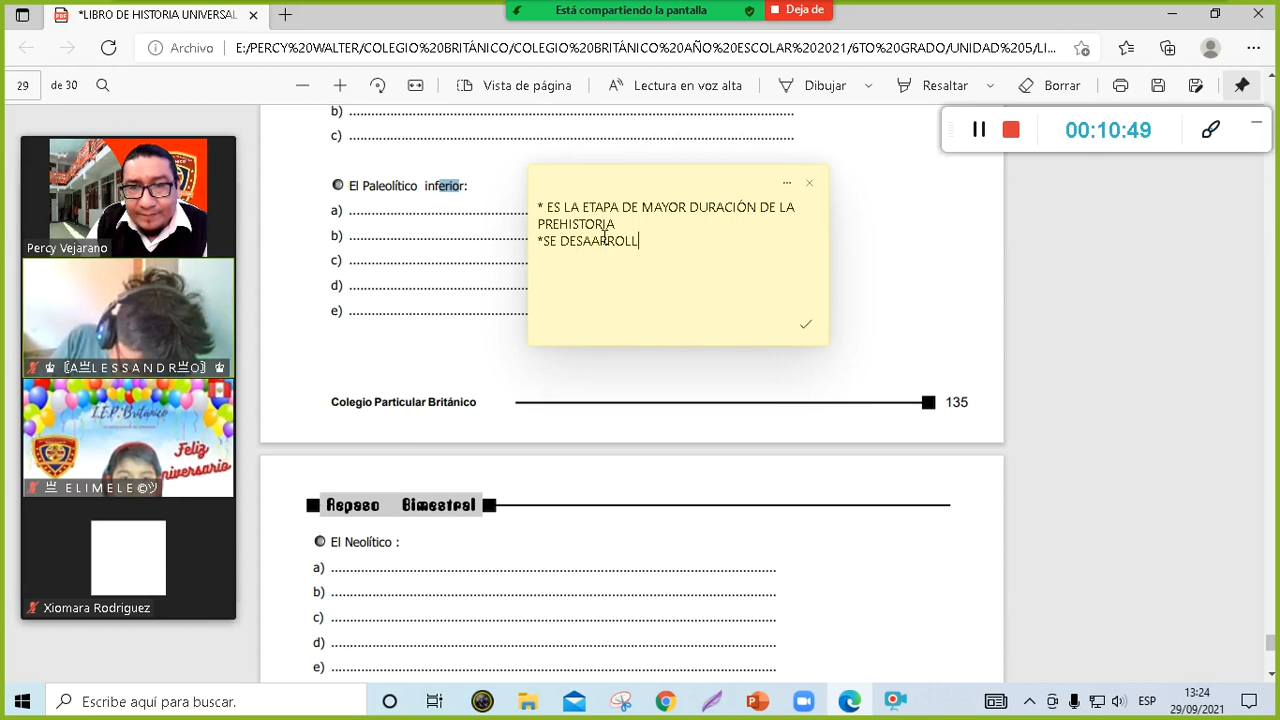 *LIBRO DE HISTORIA UNIVERSAL
Está compartiendo la pantalla
Deja de
Archivo
E:/PERCY%20WALTER/COLEGIO%20BRITÁNICO/COLEGIO%20BRITÁNICO%20AÑO%20ESCOLAR%202021/6TO%20GRADO/UNIDAD%205/LI...
29
de 30
Vista de página
Lectura en voz alta
Dibujar
Resaltar
Borrar
00:10:49
b) ................................................................
c) ................................................................
El Paleolítico inferior:
a) ................................
b) ................................
c) ................................
d) ................................
e) ................................
* ES LA ETAPA DE MAYOR DURACIÓN DE LA
PREHISTORIA
*SE DESAARROLL
Colegio Particular Británico
135
Repaso Bimestral
El Neolítico :
a) ................................................................
b) ................................................................
c) ................................................................
d) ................................................................
e) ................................................................
Percy Vejarano
♔ 〖A♕L E S S A N D R♕O〗 ♔
I.E.P. Británico
Feliz
Aniversario
♕ E L I M E L E ©ツ
Xiomara Rodriguez
Escribe aquí para buscar.
ESP
13:24
29/09/2021